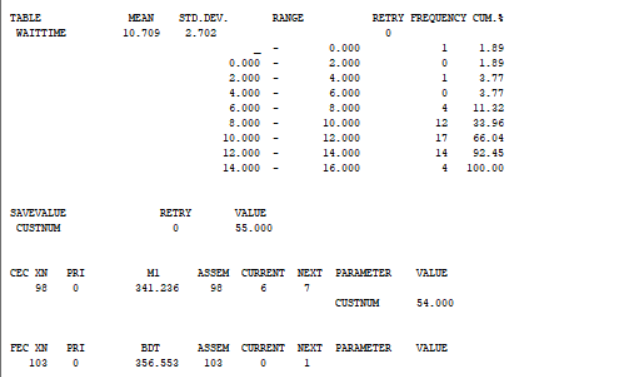 TABLE MEAN STD.DEV. RANGE RETRY FREQUENCY CUM.%
WAITTIME 10.709 2.702 0
_ - 0.000 1 1.89
0.000 - 2.000 0 1.89
2.000 - 4.000 1 3.77
4.000 - 6.000 0 3.77
6.000 - 8.000 4 11.32
8.000 - 10.000 12 33.96
10.000 - 12.000 17 66.04
12.000 - 14.000 14 92.45
14.000 - 16.000 4 100.00
SAVEVALUE RETRY VALUE
CUSTNUM 0 55.000
CEC XN PRI M1 ASSEM CURRENT NEXT PARAMETER VALUE
98 0 341.236 98 6 7
CUSTNUM 54.000
FEC XN PRI BDT ASSEM CURRENT NEXT PARAMETER VALUE
103 0 356.553 103 0 1